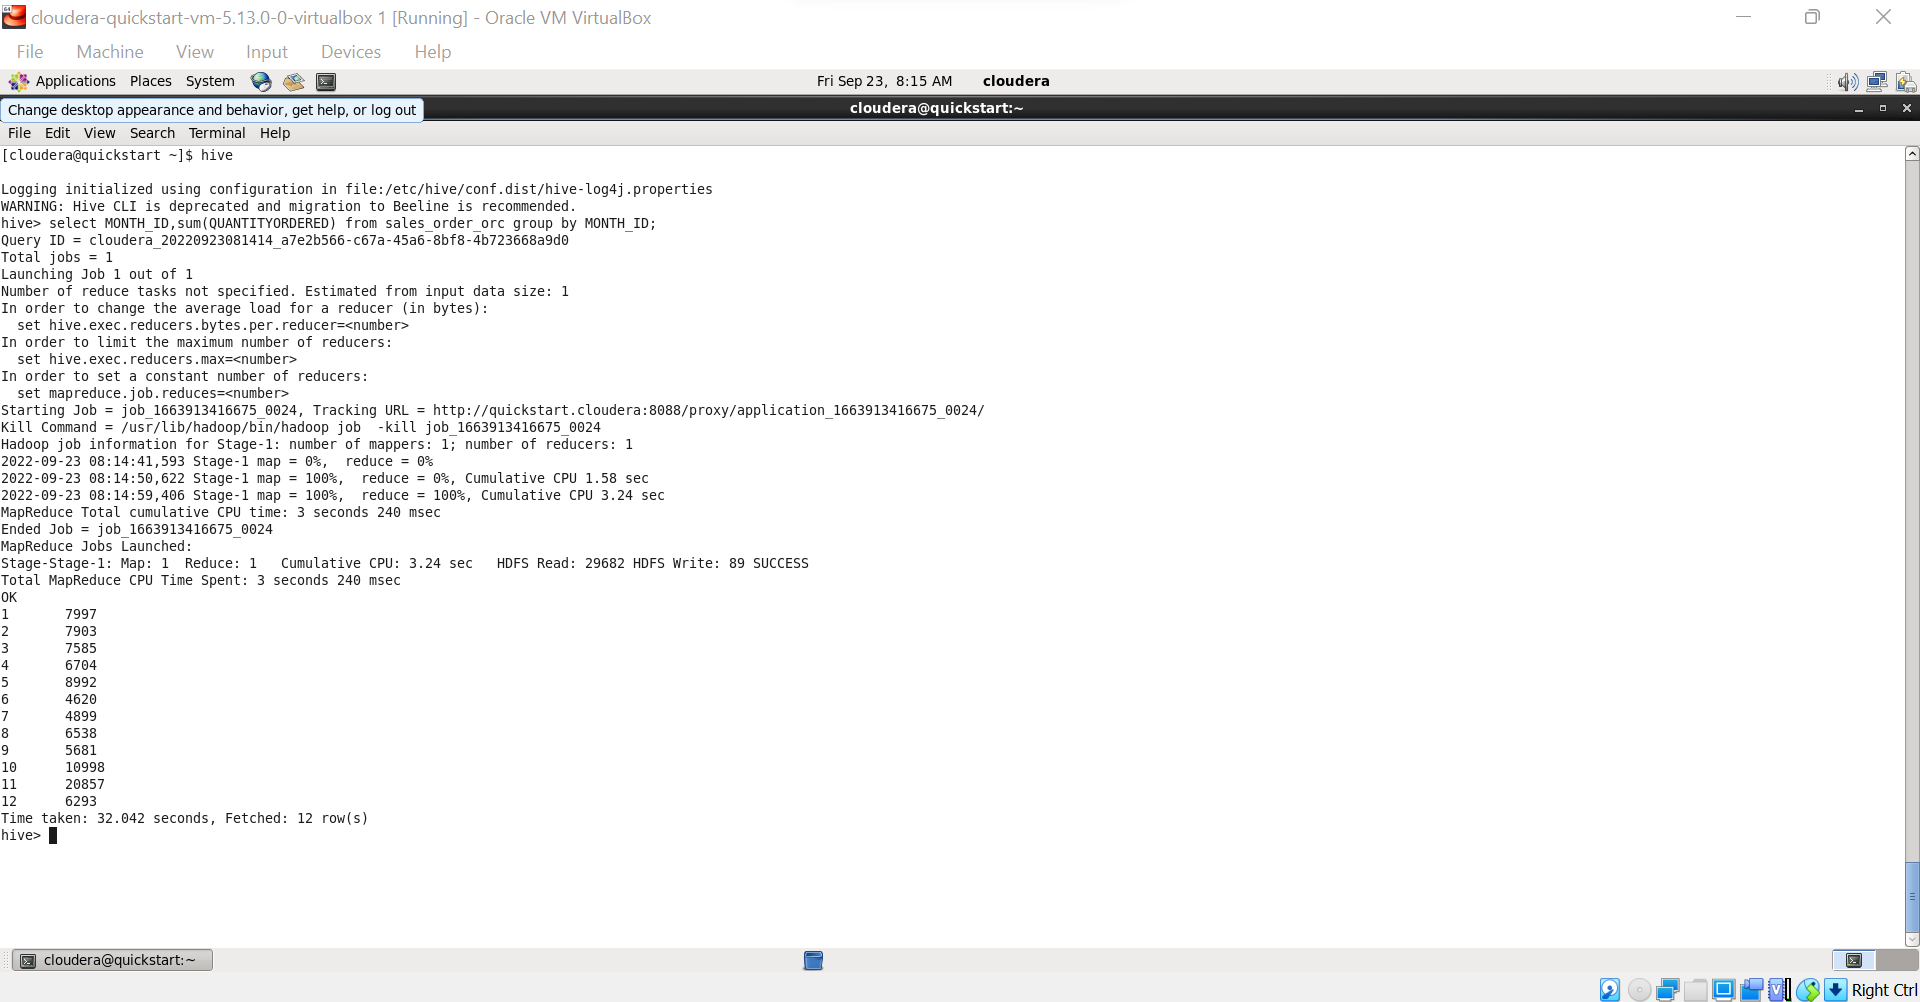 cloudera-quickstart-vm-5.13.0-0-virtualbox 1 [Running] - Oracle VM VirtualBox
File Machine View Input Devices Help
Applications Places System Fri Sep 23, 8:15 AM cloudera
Change desktop appearance and behavior, get help, or log out cloudera@quickstart:~
File Edit View Search Terminal Help
[cloudera@quickstart ~]$ hive
Logging initialized using configuration in file:/etc/hive/conf.dist/hive-log4j.properties
WARNING: Hive CLI is deprecated and migration to Beeline is recommended.
hive> select MONTH_ID,sum(QUANTITYORDERED) from sales_order_orc group by MONTH_ID;
Query ID = cloudera_20220923081414_a7e2b566-c67a-45a6-8bf8-4b723668a9d0
Total jobs = 1
Launching Job 1 out of 1
Number of reduce tasks not specified. Estimated from input data size: 1
In order to change the average load for a reducer (in bytes):
  set hive.exec.reducers.bytes.per.reducer=<number>
In order to limit the maximum number of reducers:
  set hive.exec.reducers.max=<number>
In order to set a constant number of reducers:
  set mapreduce.job.reduces=<number>
Starting Job = job_1663913416675_0024, Tracking URL = http://quickstart.cloudera:8088/proxy/application_1663913416675_0024/
Kill Command = /usr/lib/hadoop/bin/hadoop job  -kill job_1663913416675_0024
Hadoop job information for Stage-1: number of mappers: 1; number of reducers: 1
2022-09-23 08:14:41,593 Stage-1 map = 0%,  reduce = 0%
2022-09-23 08:14:50,622 Stage-1 map = 100%,  reduce = 0%, Cumulative CPU 1.58 sec
2022-09-23 08:14:59,406 Stage-1 map = 100%,  reduce = 100%, Cumulative CPU 3.24 sec
MapReduce Total cumulative CPU time: 3 seconds 240 msec
Ended Job = job_1663913416675_0024
MapReduce Jobs Launched:
Stage-Stage-1: Map: 1  Reduce: 1   Cumulative CPU: 3.24 sec   HDFS Read: 29682 HDFS Write: 89 SUCCESS
Total MapReduce CPU Time Spent: 3 seconds 240 msec
OK
1	7997
2	7903
3	7585
4	6704
5	8992
6	4620
7	4899
8	6538
9	5681
10	10998
11	20857
12	6293
Time taken: 32.042 seconds, Fetched: 12 row(s)
hive>
cloudera@quickstart:~
Right Ctrl